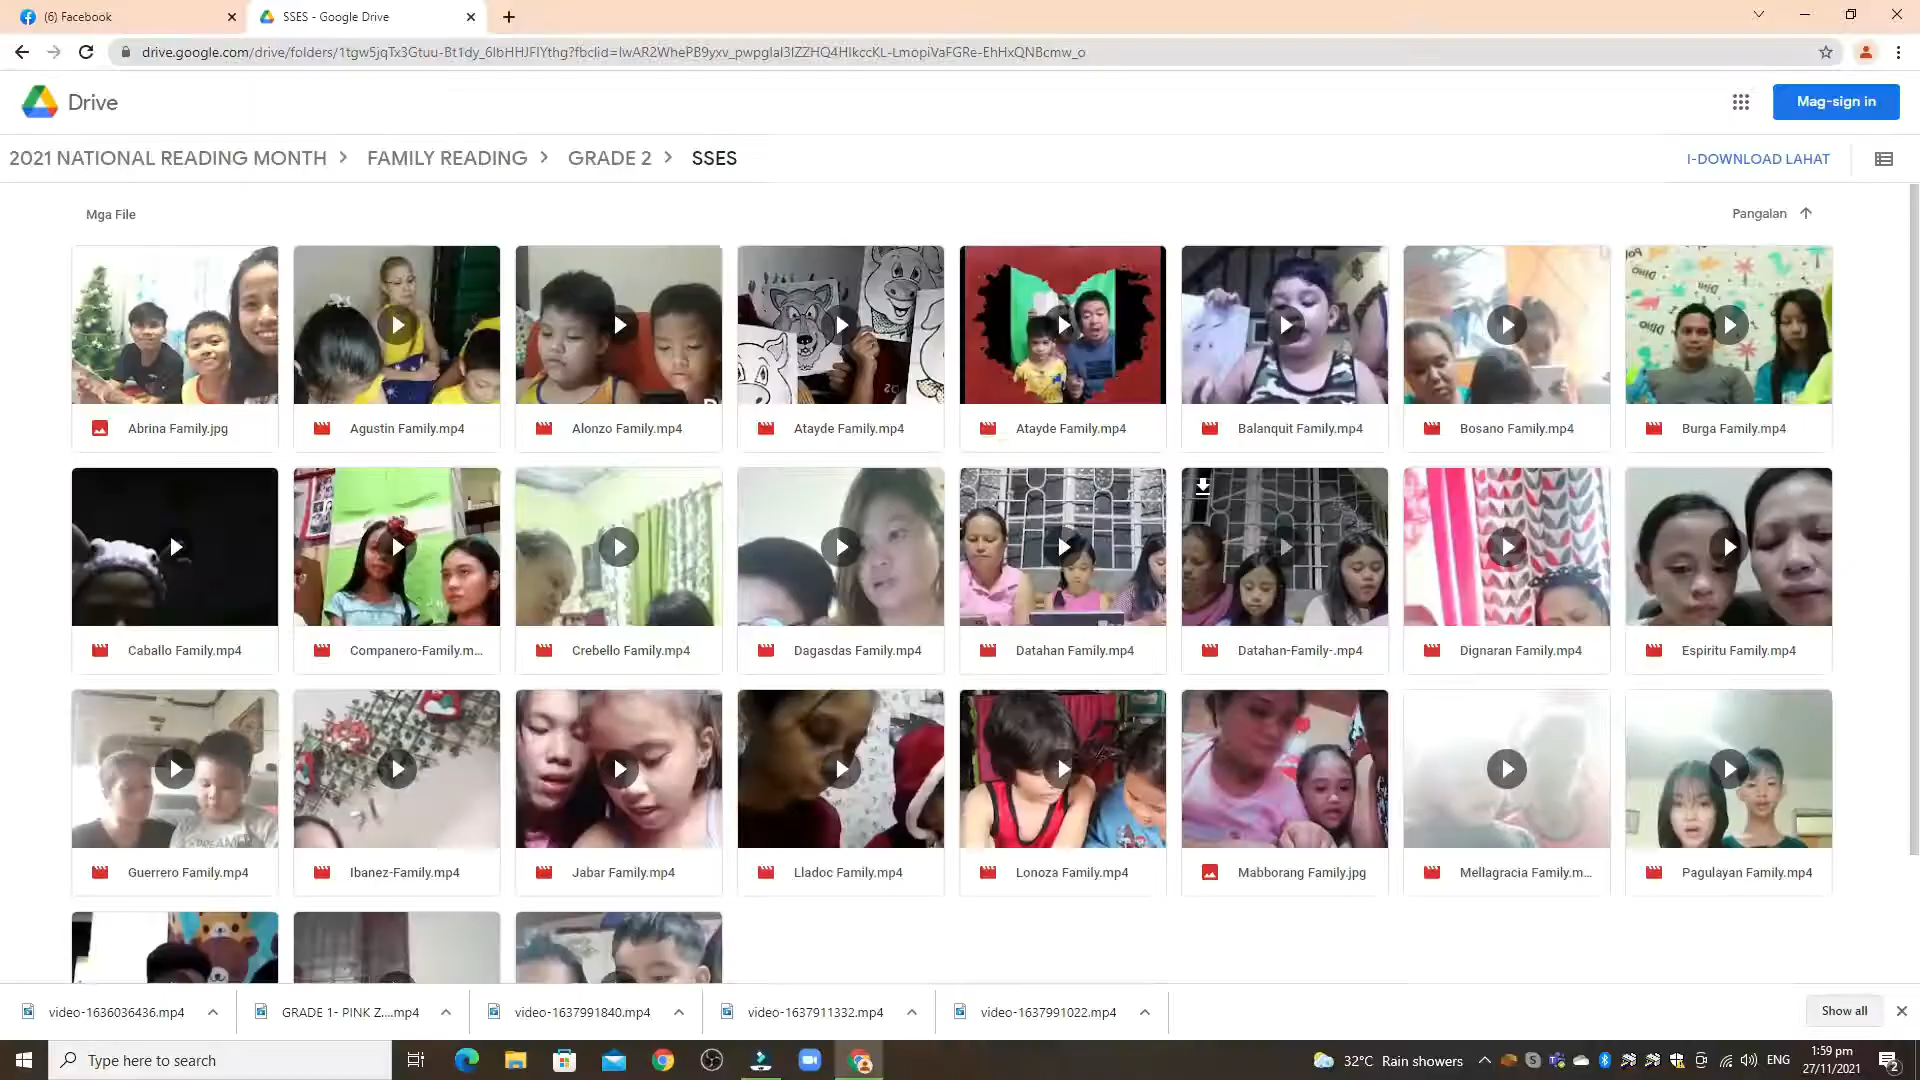 (6) Facebook
SSES - Google Drive
drive.google.com/drive/folders/1tgw5jqTx3Gtuu-Bt1dy_6IbHHJFlYthg?fbclid=IwAR2WhePB9yxv_pwpglaI3fZZHQ4HIkccKL-LmopiVaFGRe-EhHxQNBcmw_o
Drive
Mag-sign in
2021 NATIONAL READING MONTH > FAMILY READING > GRADE 2 > SSES
I-DOWNLOAD LAHAT
Mga File
Pangalan
Abrina Family.jpg
Agustin Family.mp4
Alonzo Family.mp4
Atayde Family.mp4
Atayde Family.mp4
Balanquit Family.mp4
Bosano Family.mp4
Burga Family.mp4
Caballo Family.mp4
Companero-Family.m...
Crebello Family.mp4
Dagasdas Family.mp4
Datahan Family.mp4
Datahan-Family-.mp4
Dignaran Family.mp4
Espiritu Family.mp4
Guerrero Family.mp4
Ibanez-Family.mp4
Jabar Family.mp4
Lladoc Family.mp4
Lonoza Family.mp4
Mabborang Family.jpg
Mellagracia Family.m...
Pagulayan Family.mp4
video-1636036436.mp4
GRADE 1- PINK Z....mp4
video-1637991840.mp4
video-1637911332.mp4
video-1637991022.mp4
Show all
Type here to search
32°C Rain showers
ENG
1:59 pm
27/11/2021
2